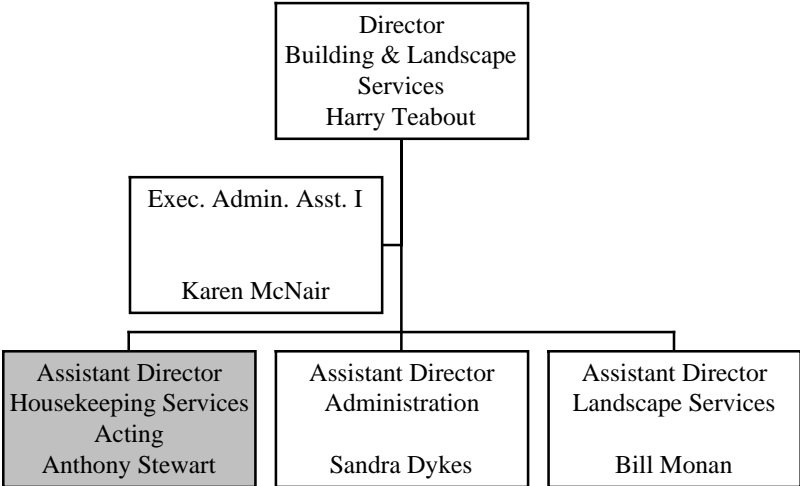 Director
Building & Landscape
Services
Harry Teabout
Exec. Admin. Asst. I
Karen McNair
Assistant Director
Housekeeping Services
Acting
Anthony Stewart
Assistant Director
Administration
Sandra Dykes
Assistant Director
Landscape Services
Bill Monan